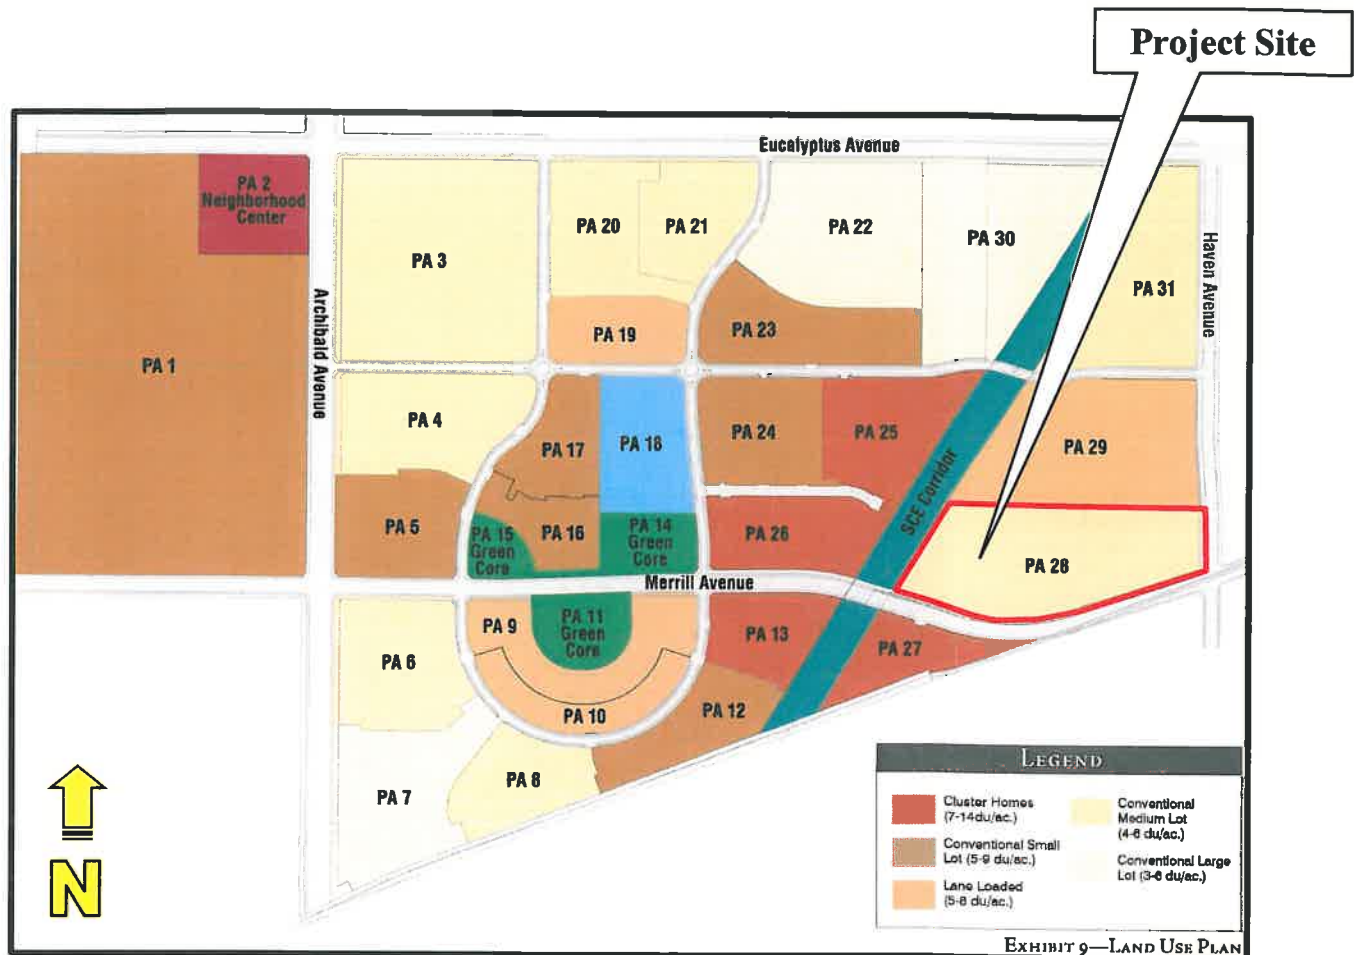 Project Site
Eucalyptus Avenue
PA 2
Neighborhood
Center
PA 20
PA 21
PA 22
PA 30
PA 3
PA 31
Haven Avenue
Archibald Avenue
PA 1
PA 19
PA 23
PA 4
PA 17
PA 18
PA 24
PA 25
PA 29
SCE Corridor
PA 5
PA 15
Green
Core
PA 16
PA 14
Green
Core
PA 26
PA 28
Merrill Avenue
PA 9
PA 11
Green
Core
PA 13
PA 27
PA 6
PA 10
PA 12
PA 7
PA 8
N
LEGEND
Cluster Homes
(7-14du/ac.)
Conventional Small
Lot (5-9 du/ac.)
Lane Loaded
(5-8 du/ac.)
Conventional
Medium Lot
(4-6 du/ac.)
Conventional Large
Lot (3-6 du/ac.)
EXHIBIT 9—LAND USE PLAN